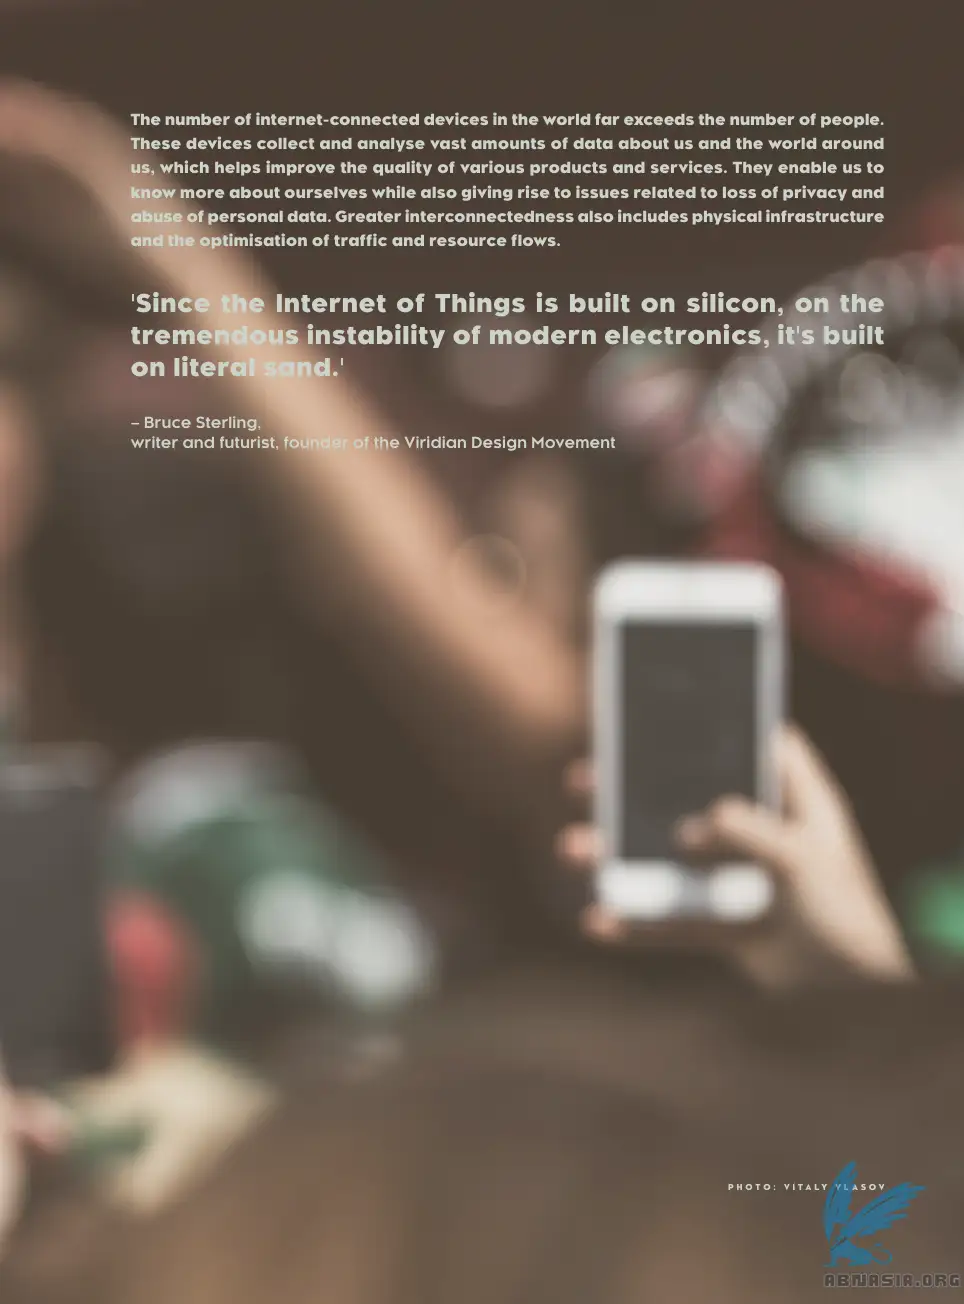 The number of internet-connected devices in the world far exceeds the number of people.
These devices collect and analyse vast amounts of data about us and the world around
us, which helps improve the quality of various products and services. They enable us to
know more about ourselves while also giving rise to issues related to loss of privacy and
abuse of personal data. Greater interconnectedness also includes physical infrastructure
and the optimisation of traffic and resource flows.
'Since the Internet of Things is built on silicon, on the
tremendous instability of modern electronics, it's built
on literal sand.'
– Bruce Sterling,
writer and futurist, founder of the Viridian Design Movement
PHOTO: VITALY VLASOV
ABNASIA.ORG